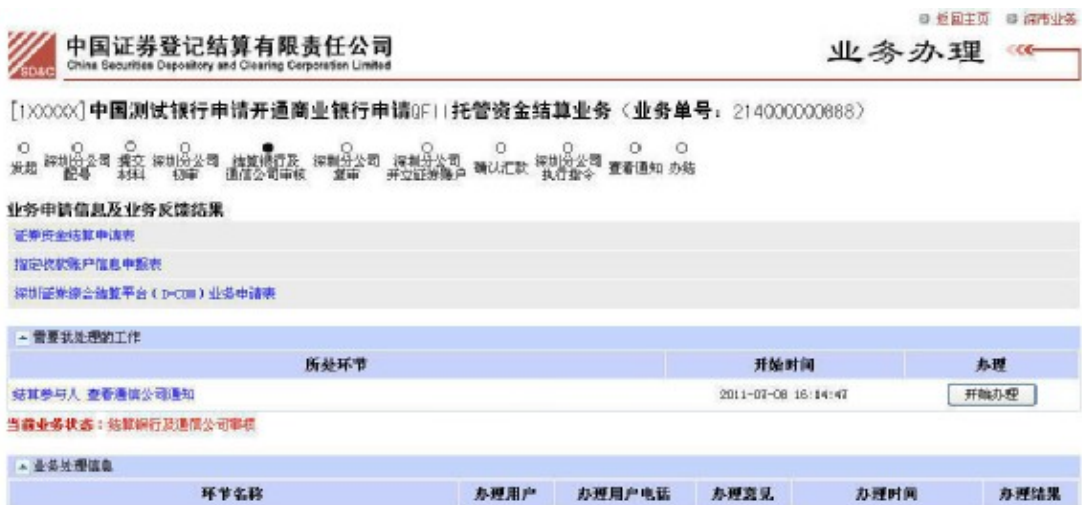 返回主页 深市业务
SD&C
中国证券登记结算有限责任公司
China Securities Depository and Clearing Corporation Limited
业务办理
[1XXXXX]中国测试银行申请开通商业银行申请QFII托管资金结算业务〈业务单号：214000000888〉
发起 深圳分公司配号 提交材料 深圳分公司初审 结算银行及通信公司审核 深圳分公司复审 深圳分公司开立证券账户 确认汇款 深圳分公司执行指令 查看通知 办结
业务申请信息及业务反馈结果
证券资金结算申请表
指定收款账户信息申报表
深圳证券综合结算平台（D-COM）业务申请表
需要我处理的工作
所处环节 开始时间 办理
结算参与人 查看通信公司通知 2011-07-08 16:14:47 开始办理
当前业务状态：结算银行及通信公司审核
业务处理信息
环节名称 办理用户 办理用户电话 办理意见 办理时间 办理结果